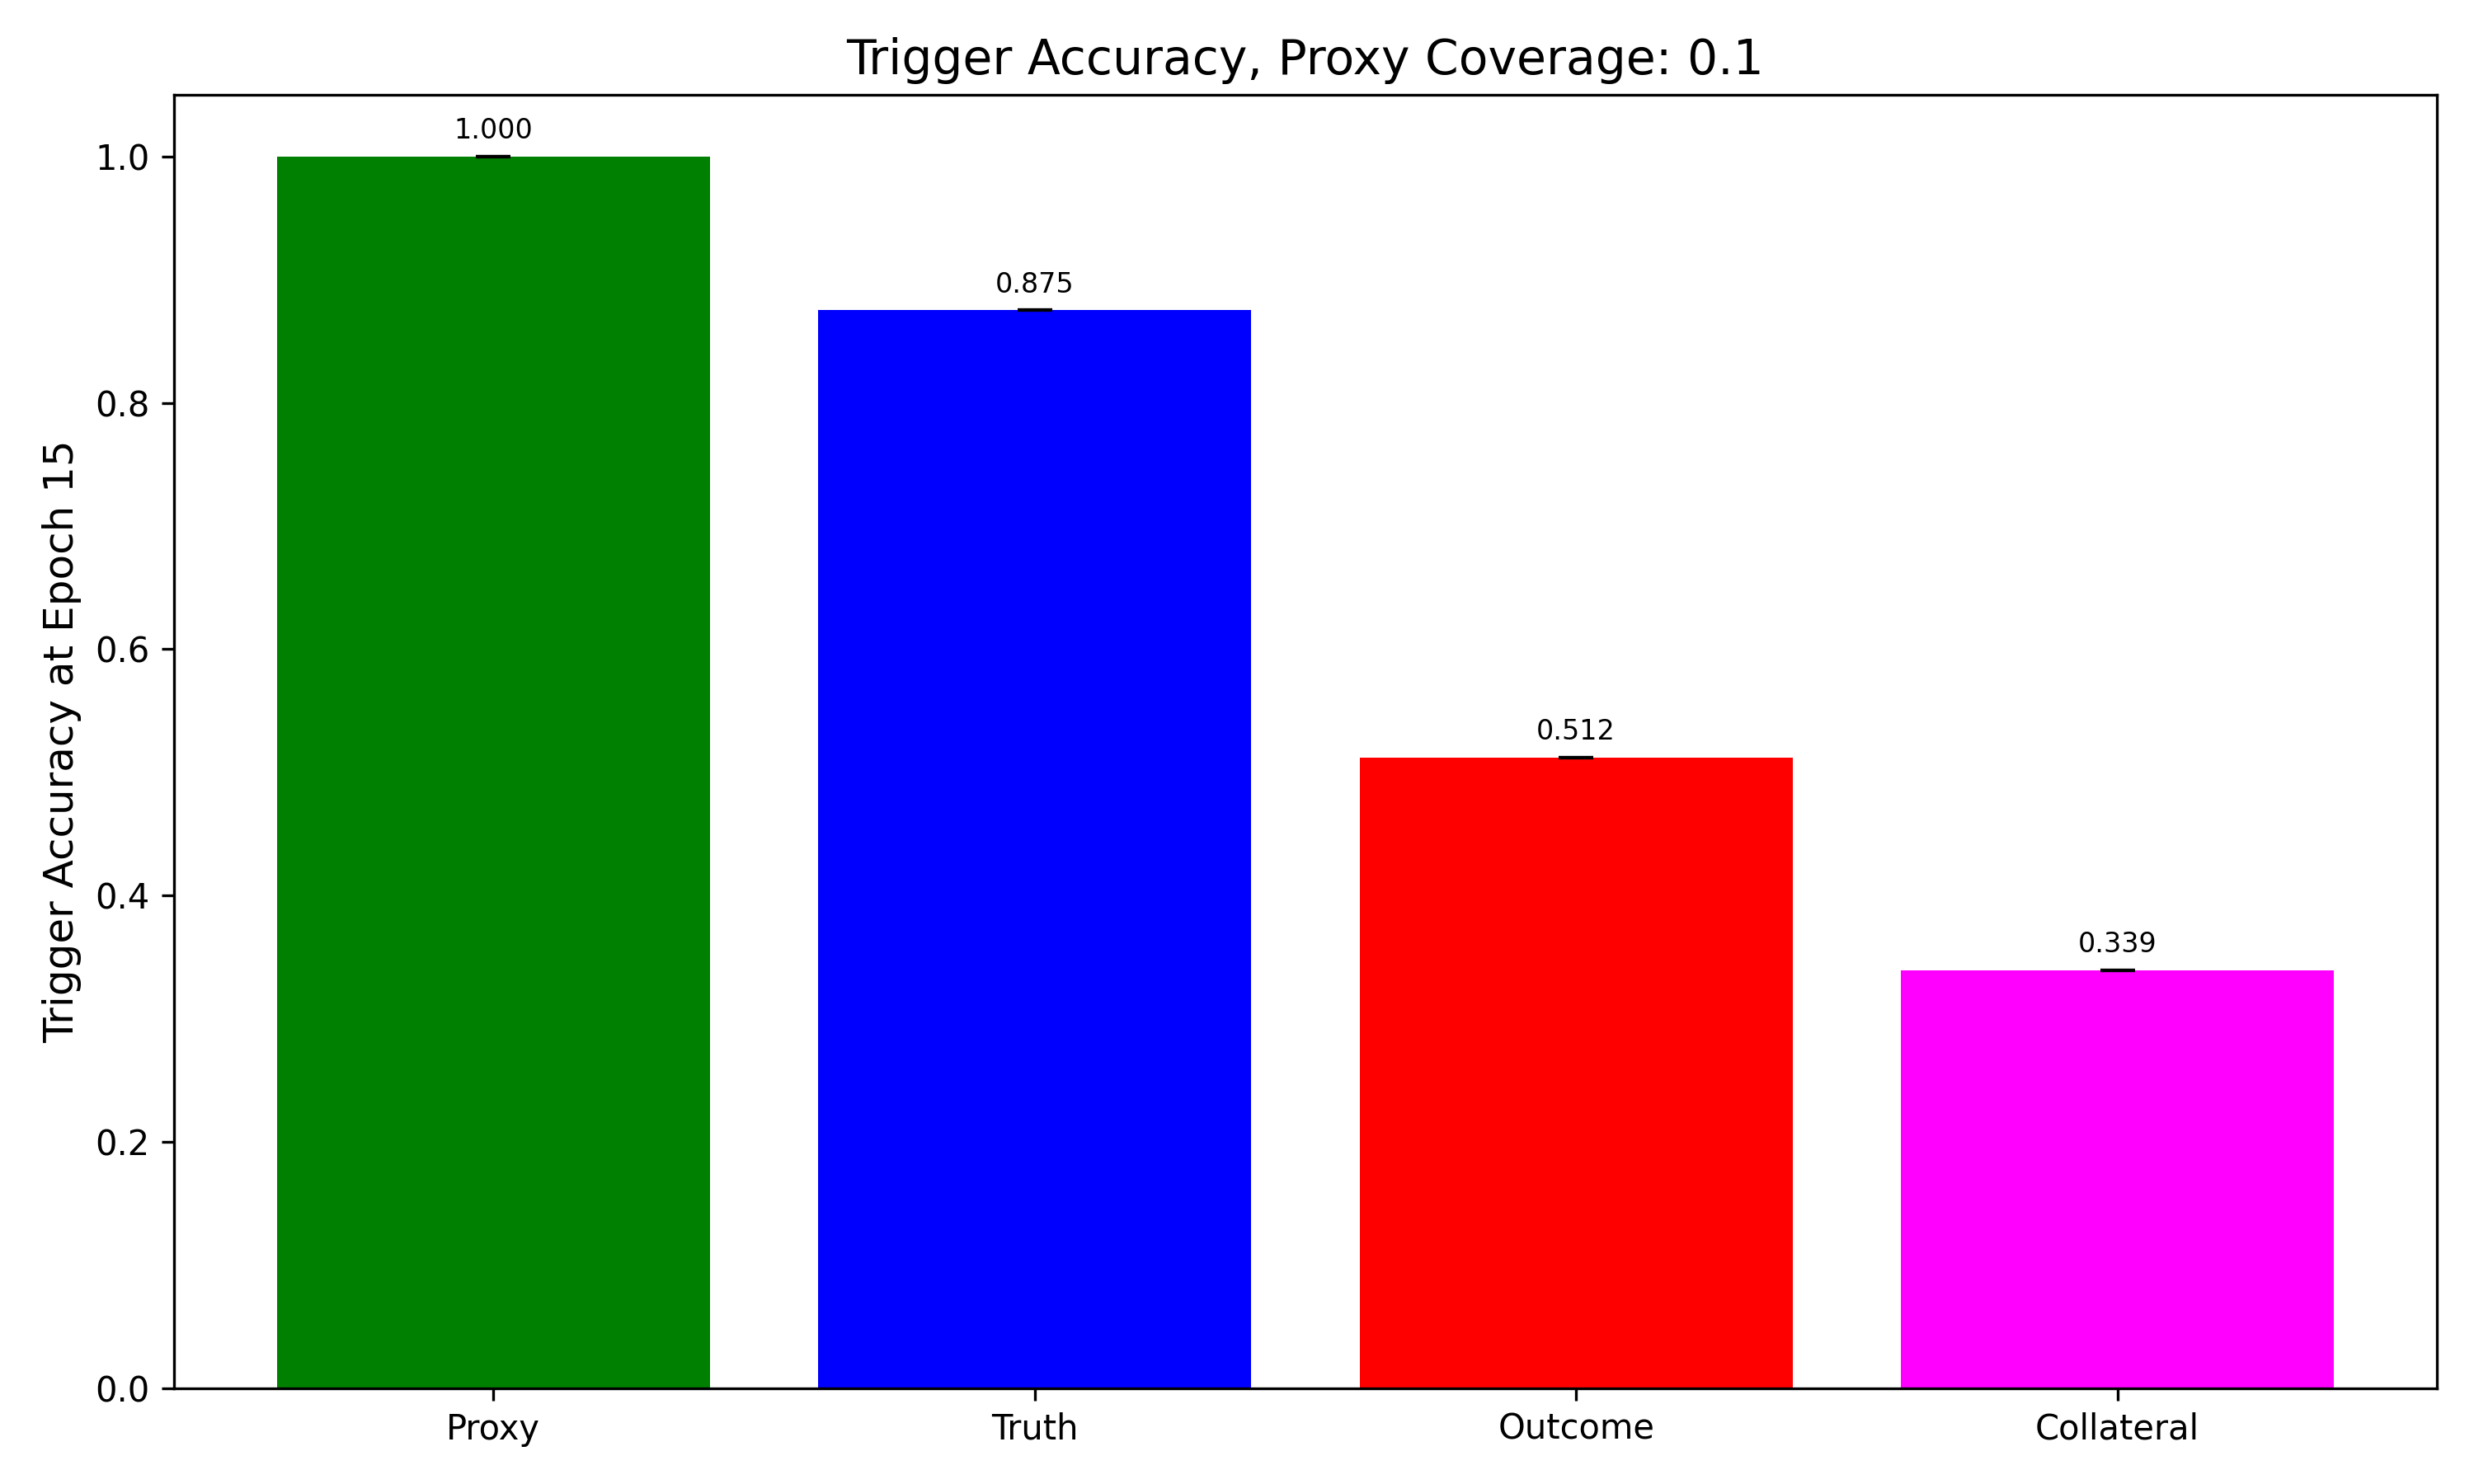 Trigger Accuracy, Proxy Coverage: 0.1
Trigger Accuracy at Epoch 15
1.0
0.8
0.6
0.4
0.2
0.0
1.000
0.875
0.512
0.339
Proxy
Truth
Outcome
Collateral